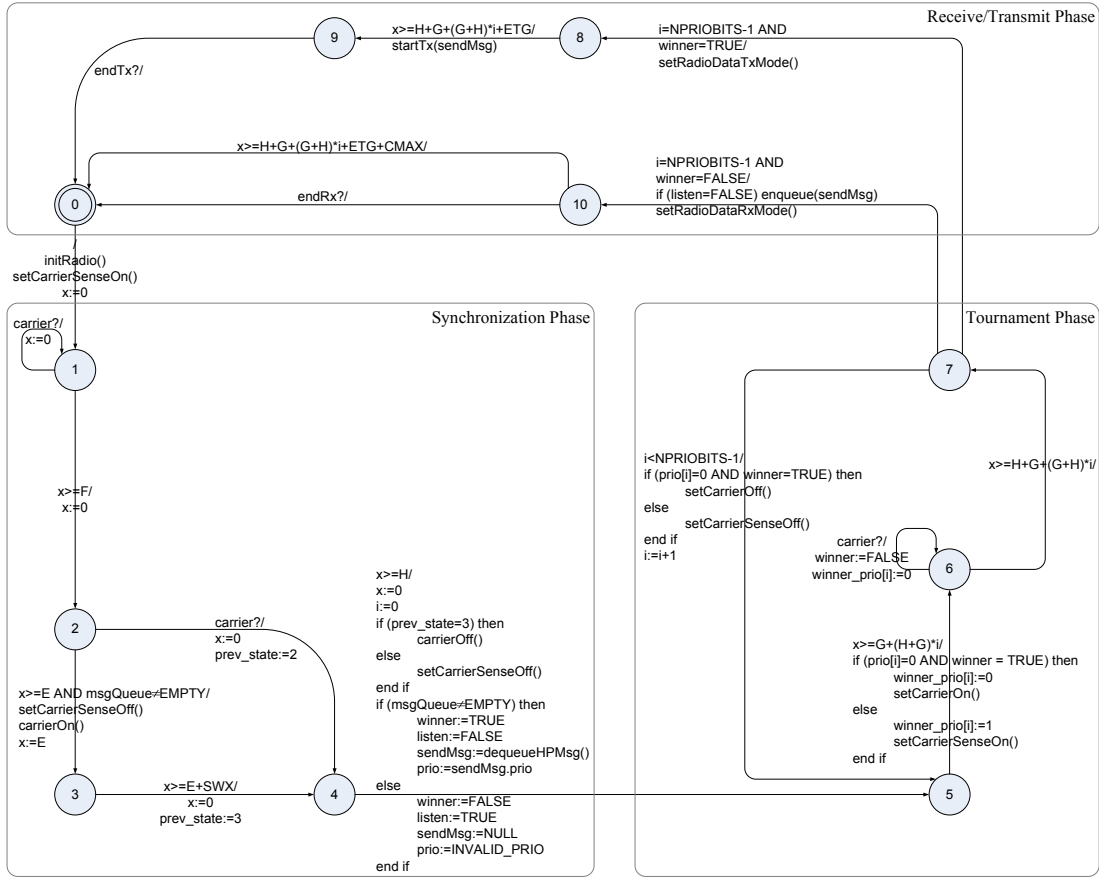 Receive/Transmit Phase
9
x>=H+G+(G+H)*i+ETG/
startTx(sendMsg)
8
i=NPRIOBITS-1 AND
winner=TRUE/
setRadioDataTxMode()
endTx?/
x>=H+G+(G+H)*i+ETG+CMAX/
i=NPRIOBITS-1 AND
winner=FALSE/
if (listen=FALSE) enqueue(sendMsg)
setRadioDataRxMode()
0
endRx?/
10
/
initRadio()
setCarrierSenseOn()
x:=0
Synchronization Phase
carrier?/
x:=0
1
x>=F/
x:=0
2
carrier?/
x:=0
prev_state:=2
x>=E AND msgQueue≠EMPTY/
setCarrierSenseOff()
carrierOn()
x:=E
3
x>=E+SWX/
x:=0
prev_state:=3
4
x>=H/
x:=0
i:=0
if (prev_state=3) then
carrierOff()
else
setCarrierSenseOff()
end if
if (msgQueue≠EMPTY) then
winner:=TRUE
listen:=FALSE
sendMsg:=dequeueHPMsg()
prio:=sendMsg.prio
else
winner:=FALSE
listen:=TRUE
sendMsg:=NULL
prio:=INVALID_PRIO
end if
Tournament Phase
7
i<NPRIOBITS-1/
if (prio[i]=0 AND winner=TRUE) then
setCarrierOff()
else
setCarrierSenseOff()
end if
i:=i+1
x>=H+G+(G+H)*i/
carrier?/
winner:=FALSE
winner_prio[i]:=0
6
x>=G+(H+G)*i/
if (prio[i]=0 AND winner = TRUE) then
winner_prio[i]:=0
setCarrierOn()
else
winner_prio[i]:=1
setCarrierSenseOn()
end if
5